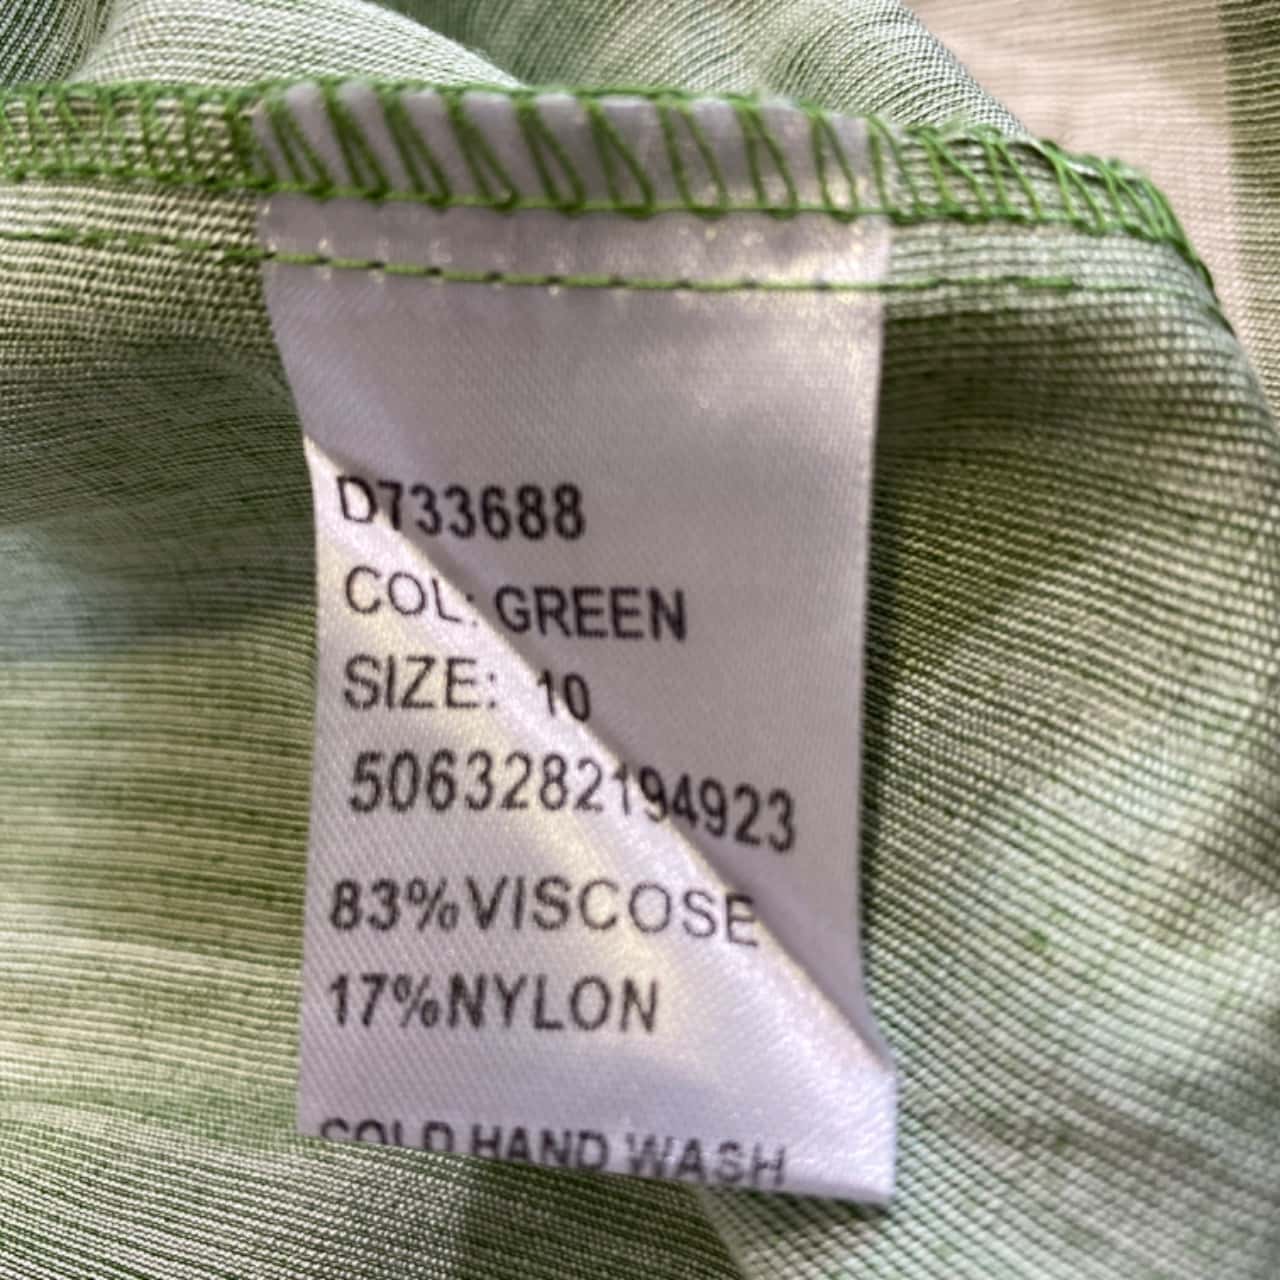 D733688
COL: GREEN
SIZE: 10
5063282194923
83%VISCOSE
17%NYLON
COLD HAND WASH